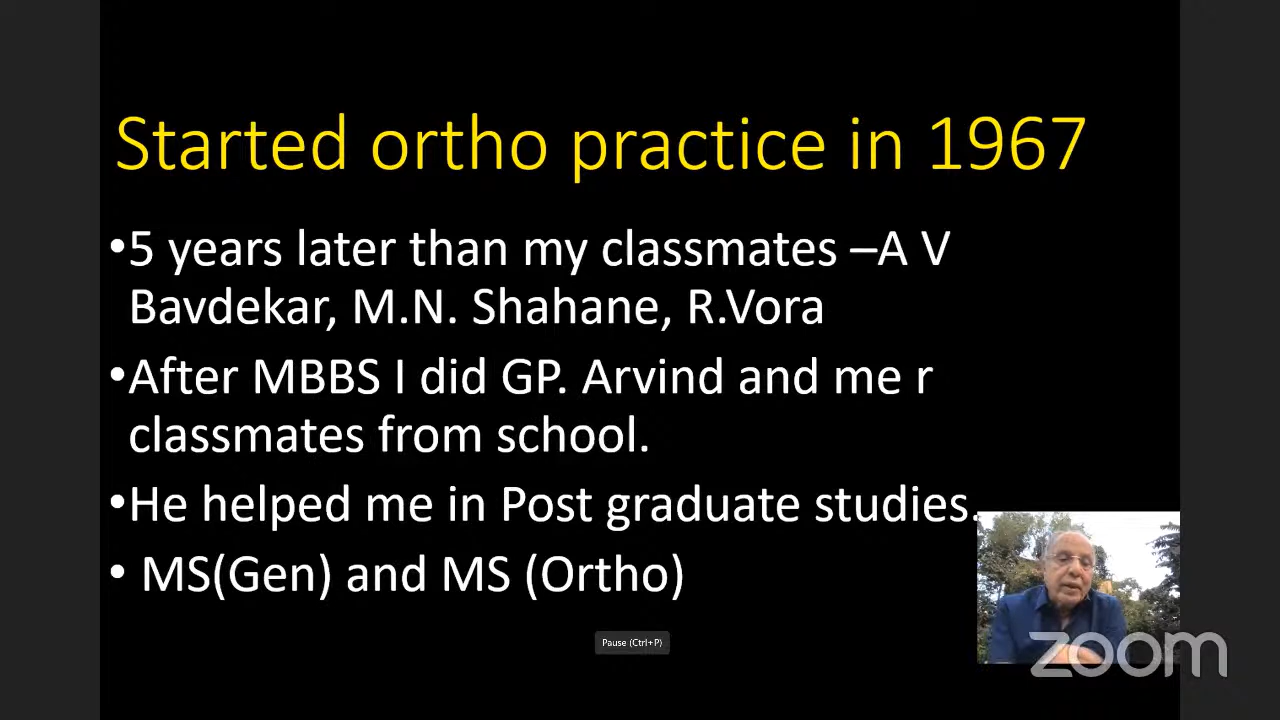 Started ortho practice in 1967
•5 years later than my classmates –A V
Bavdekar, M.N. Shahane, R.Vora
•After MBBS I did GP. Arvind and me r
classmates from school.
•He helped me in Post graduate studies.
• MS(Gen) and MS (Ortho)
Pause (Ctrl+P)
zoom